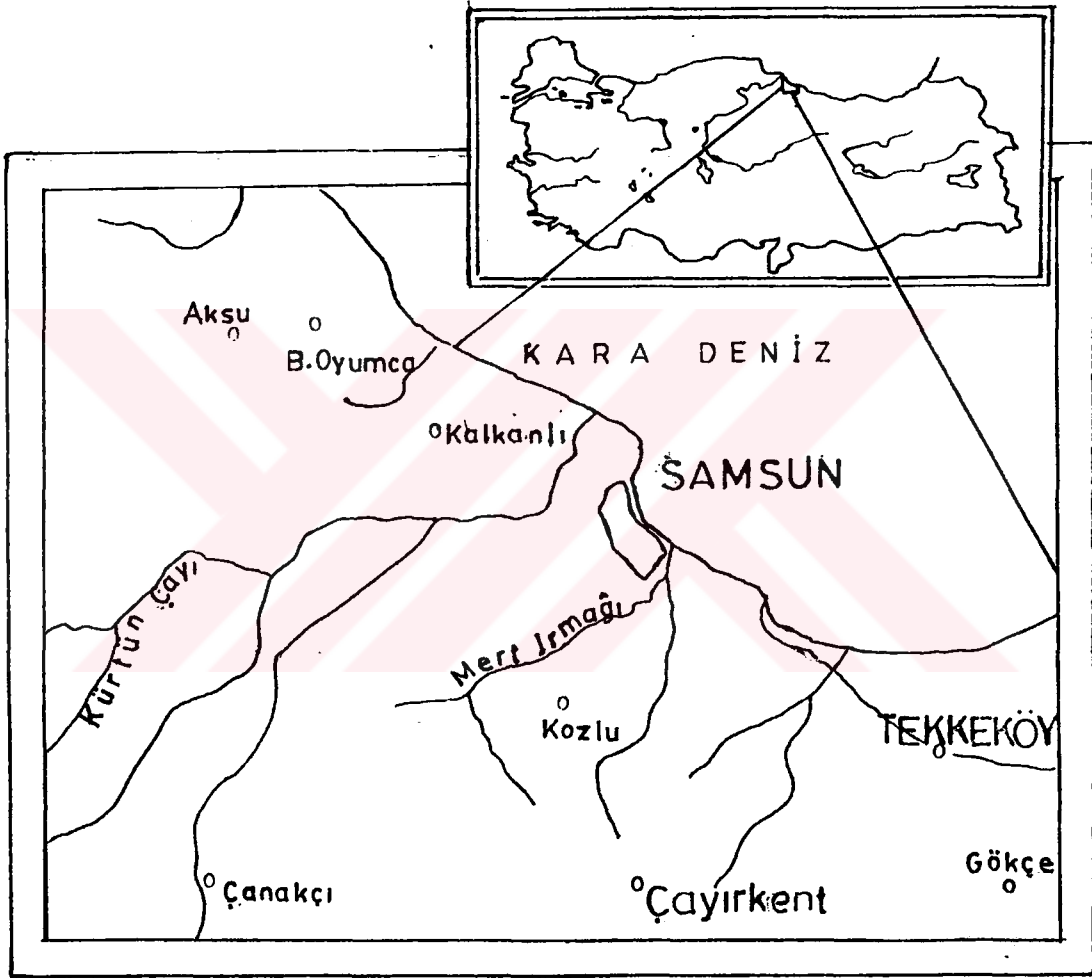 Aksu
B.Oyumca
KARA DENİZ
Kalkanlı
SAMSUN
Kürtün Çayı
Mert Irmağı
Kozlu
TEKKEKÖY
Gökçe
Çanakçı
Çayırkent